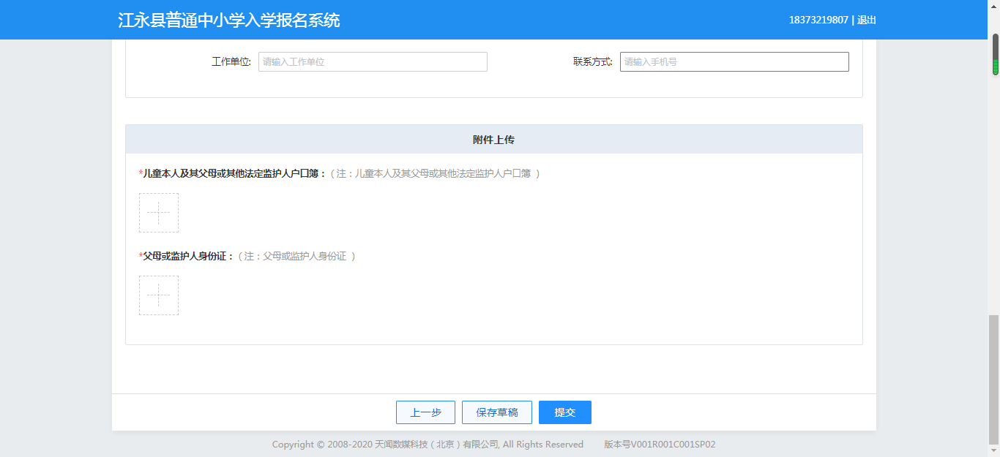 江永县普通中小学入学报名系统
18373219807 | 退出
工作单位: 请输入工作单位 联系方式: 请输入手机号
附件上传
*儿童本人及其父母或其他法定监护人户口簿：（注：儿童本人及其父母或其他法定监护人户口簿 ）
*父母或监护人身份证：（注：父母或监护人身份证 ）
上一步 保存草稿 提交
Copyright © 2008-2020 天闻数媒科技（北京）有限公司, All Rights Reserved 版本号V001R001C001SP02